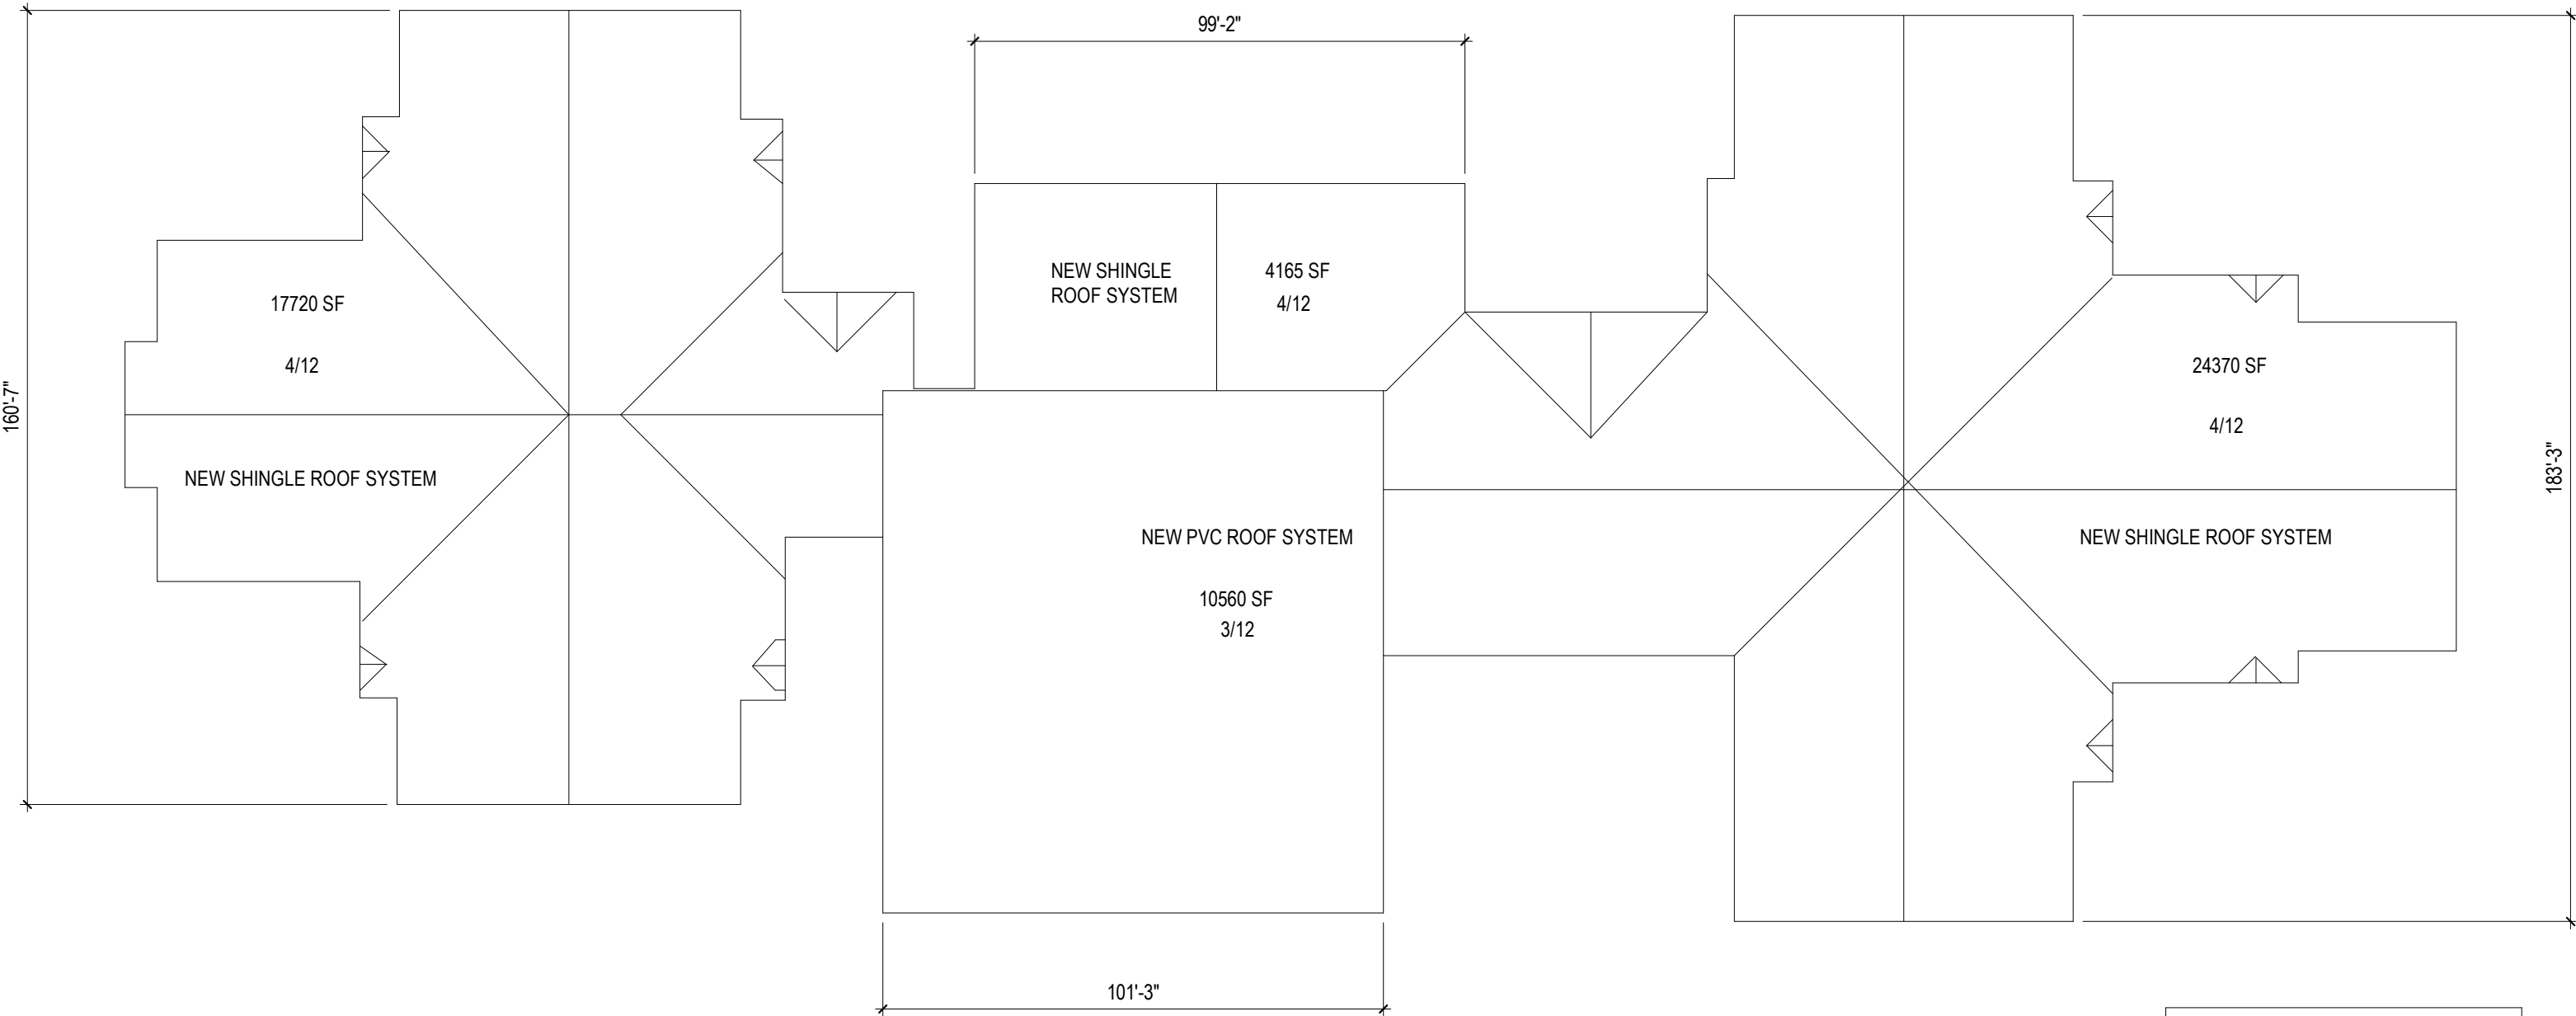 99'-2"
160'-7"
17720 SF
4/12
NEW SHINGLE ROOF SYSTEM
NEW SHINGLE
ROOF SYSTEM
4165 SF
4/12
NEW PVC ROOF SYSTEM
10560 SF
3/12
24370 SF
4/12
NEW SHINGLE ROOF SYSTEM
183'-3"
101'-3"